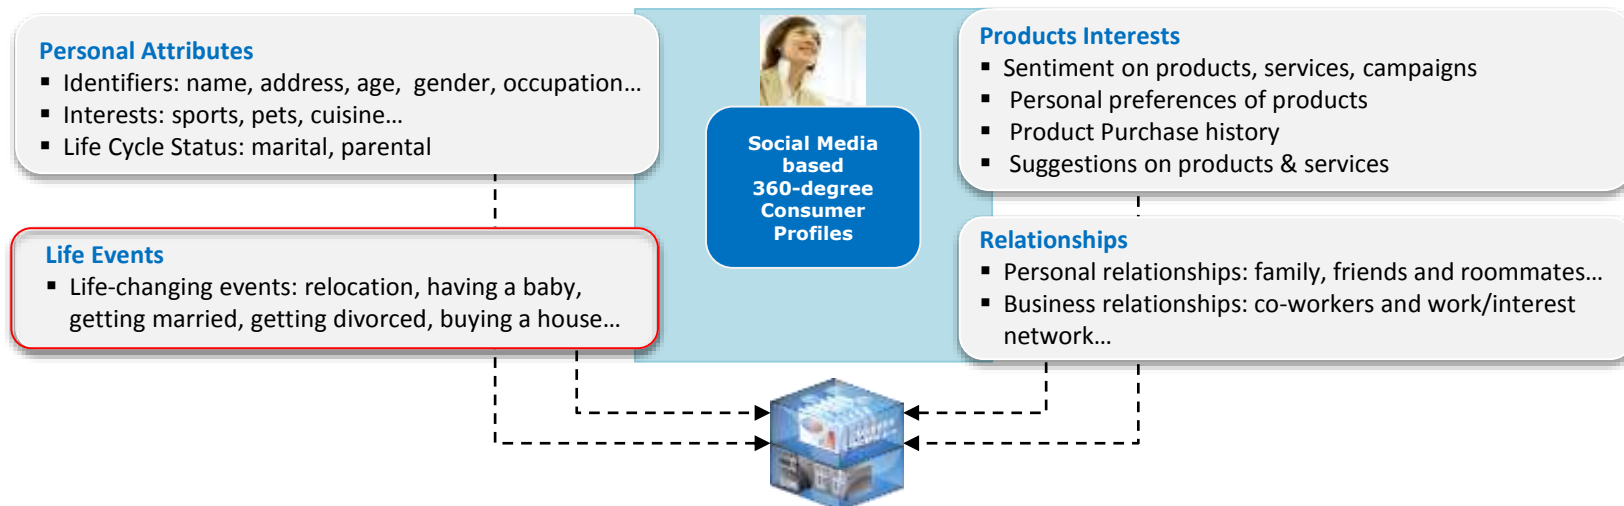 Personal Attributes
▪ Identifiers: name, address, age, gender, occupation…
▪ Interests: sports, pets, cuisine…
▪ Life Cycle Status: marital, parental
Life Events
▪ Life-changing events: relocation, having a baby,
getting married, getting divorced, buying a house…
Social Media
based
360-degree
Consumer
Profiles
Products Interests
▪ Sentiment on products, services, campaigns
▪ Personal preferences of products
▪ Product Purchase history
▪ Suggestions on products & services
Relationships
▪ Personal relationships: family, friends and roommates…
▪ Business relationships: co-workers and work/interest
network…